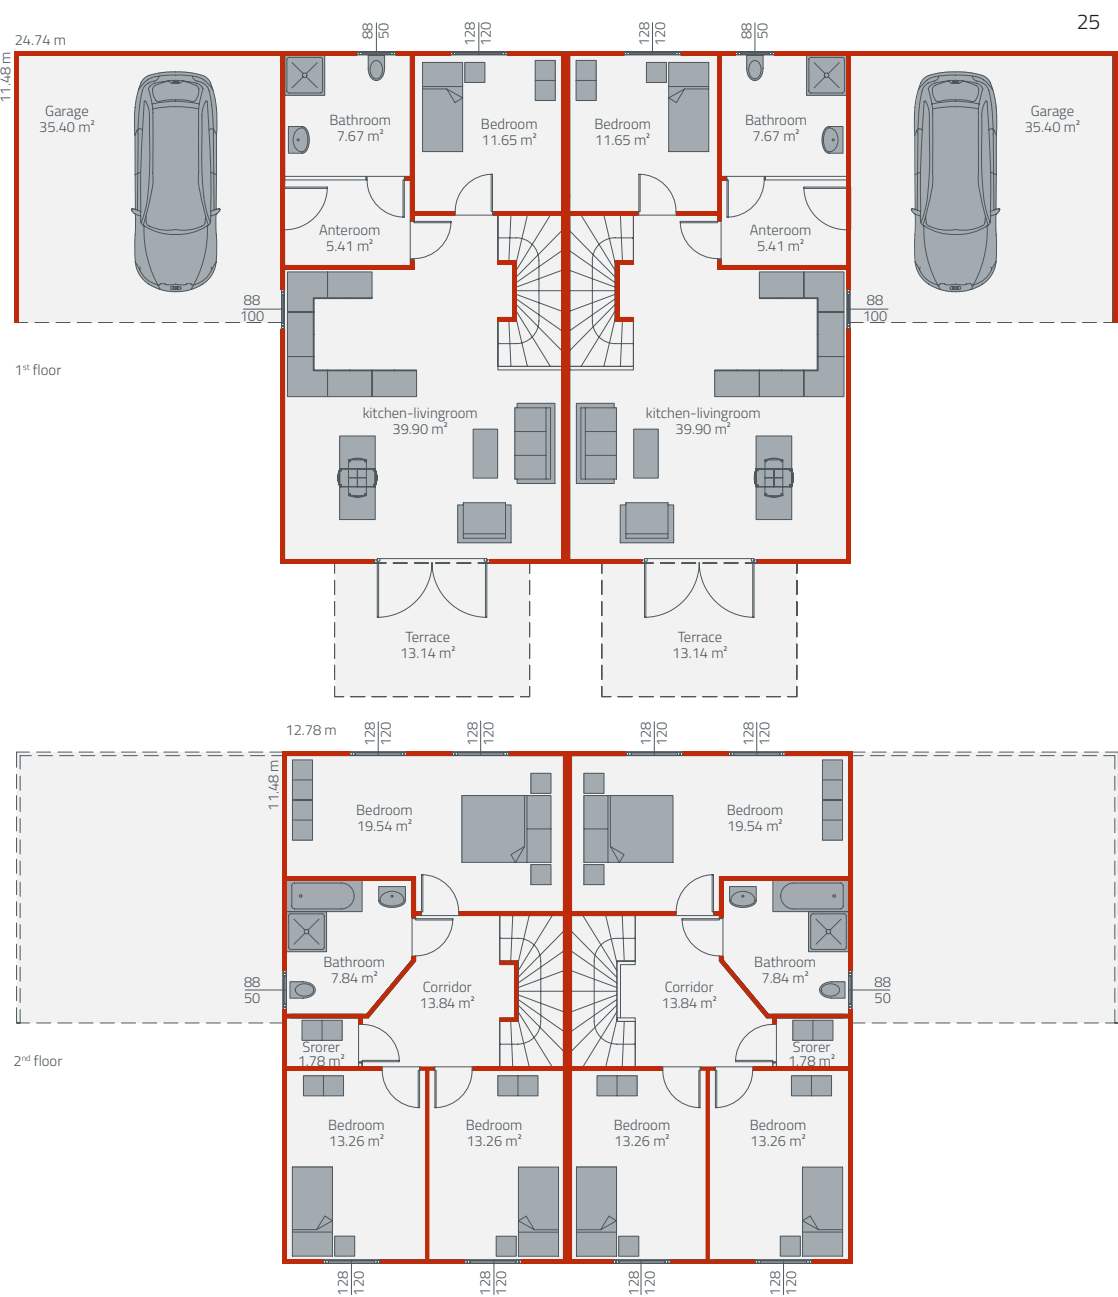 25
24.74 m
11.48 m
88
50
128
120
128
120
88
50
Garage
35.40 m²
Bathroom
7.67 m²
Bedroom
11.65 m²
Bedroom
11.65 m²
Bathroom
7.67 m²
Garage
35.40 m²
Anteroom
5.41 m²
Anteroom
5.41 m²
88
100
88
100
1st floor
kitchen-livingroom
39.90 m²
kitchen-livingroom
39.90 m²
Terrace
13.14 m²
Terrace
13.14 m²
12.78 m
11.48 m
128
120
128
120
128
120
128
120
Bedroom
19.54 m²
Bedroom
19.54 m²
Bathroom
7.84 m²
Bathroom
7.84 m²
88
50
Corridor
13.84 m²
Corridor
13.84 m²
88
50
2nd floor
Srorer
1.78 m²
Srorer
1.78 m²
Bedroom
13.26 m²
Bedroom
13.26 m²
Bedroom
13.26 m²
Bedroom
13.26 m²
128
120
128
120
128
120
128
120